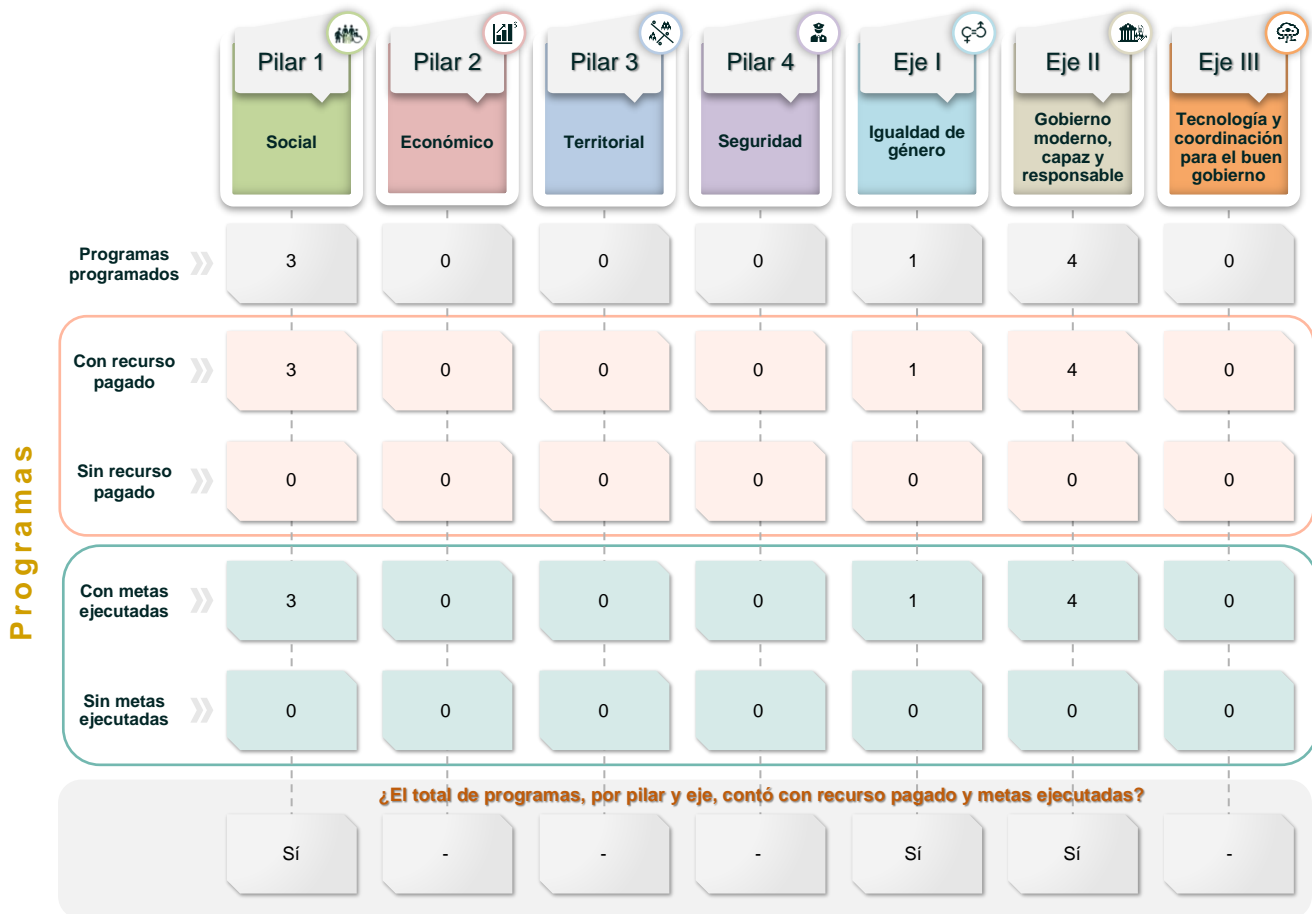 Pilar 1
Pilar 2
Pilar 3
Pilar 4
Eje I
Eje II
Eje III
Social
Económico
Territorial
Seguridad
Igualdad de
género
Gobierno
moderno,
capaz y
responsable
Tecnología y
coordinación
para el buen
gobierno
Programas
Programas
programados
3 0 0 0 1 4 0
Con recurso
pagado
3 0 0 0 1 4 0
Sin recurso
pagado
0 0 0 0 0 0 0
Con metas
ejecutadas
3 0 0 0 1 4 0
Sin metas
ejecutadas
0 0 0 0 0 0 0
¿El total de programas, por pilar y eje, contó con recurso pagado y metas ejecutadas?
Sí - - - Sí Sí -